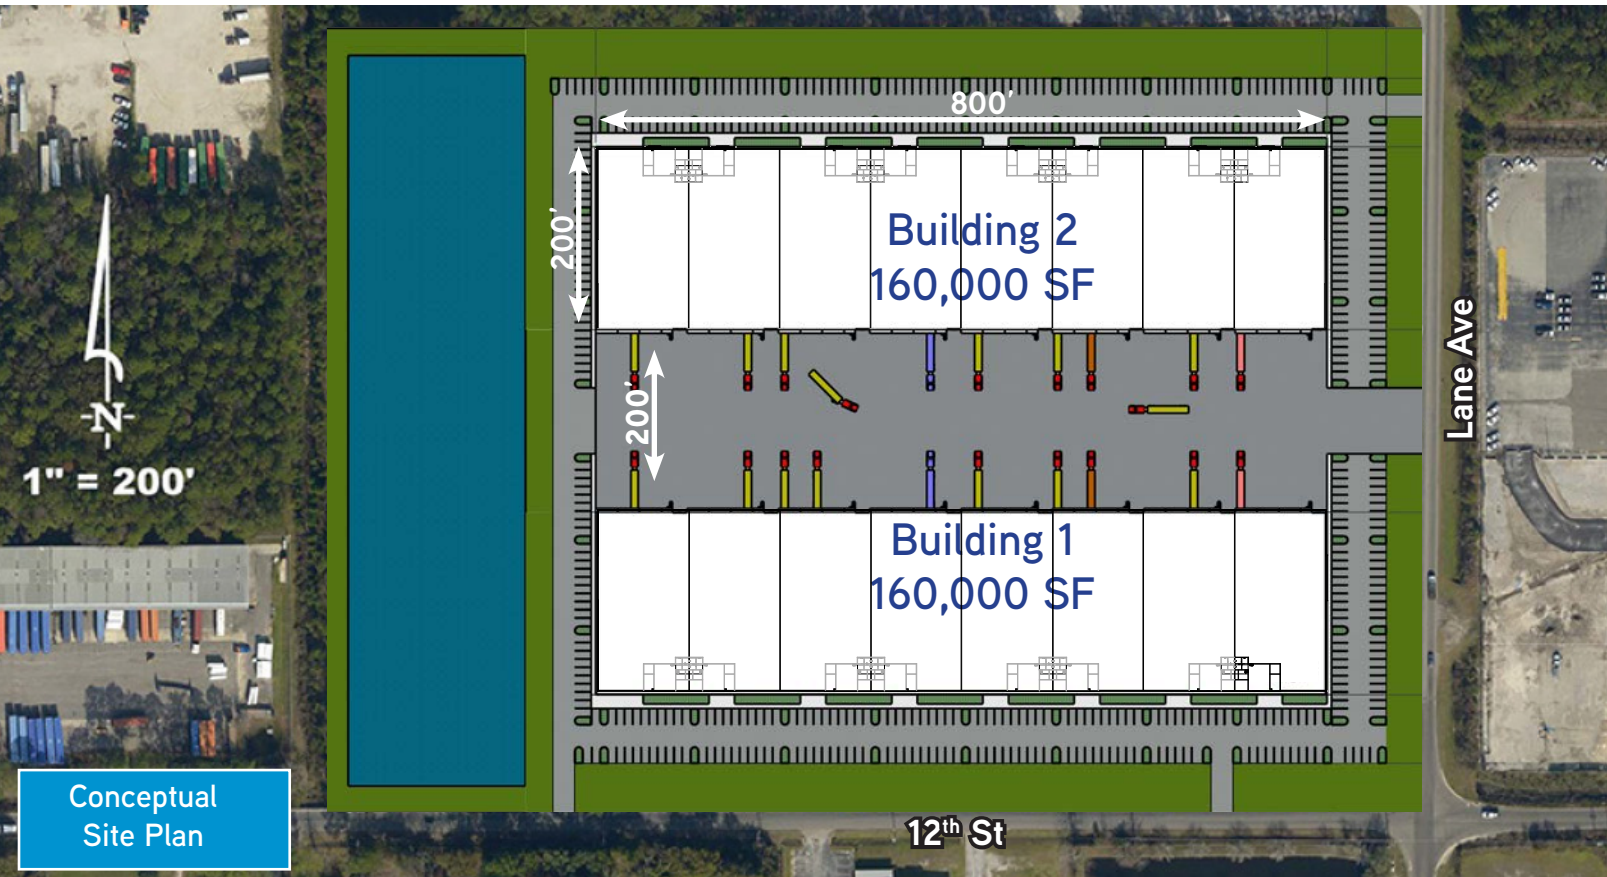 800'
200'
Building 2
160,000 SF
200'
Lane Ave
N
1" = 200'
Building 1
160,000 SF
Conceptual
Site Plan
12th St